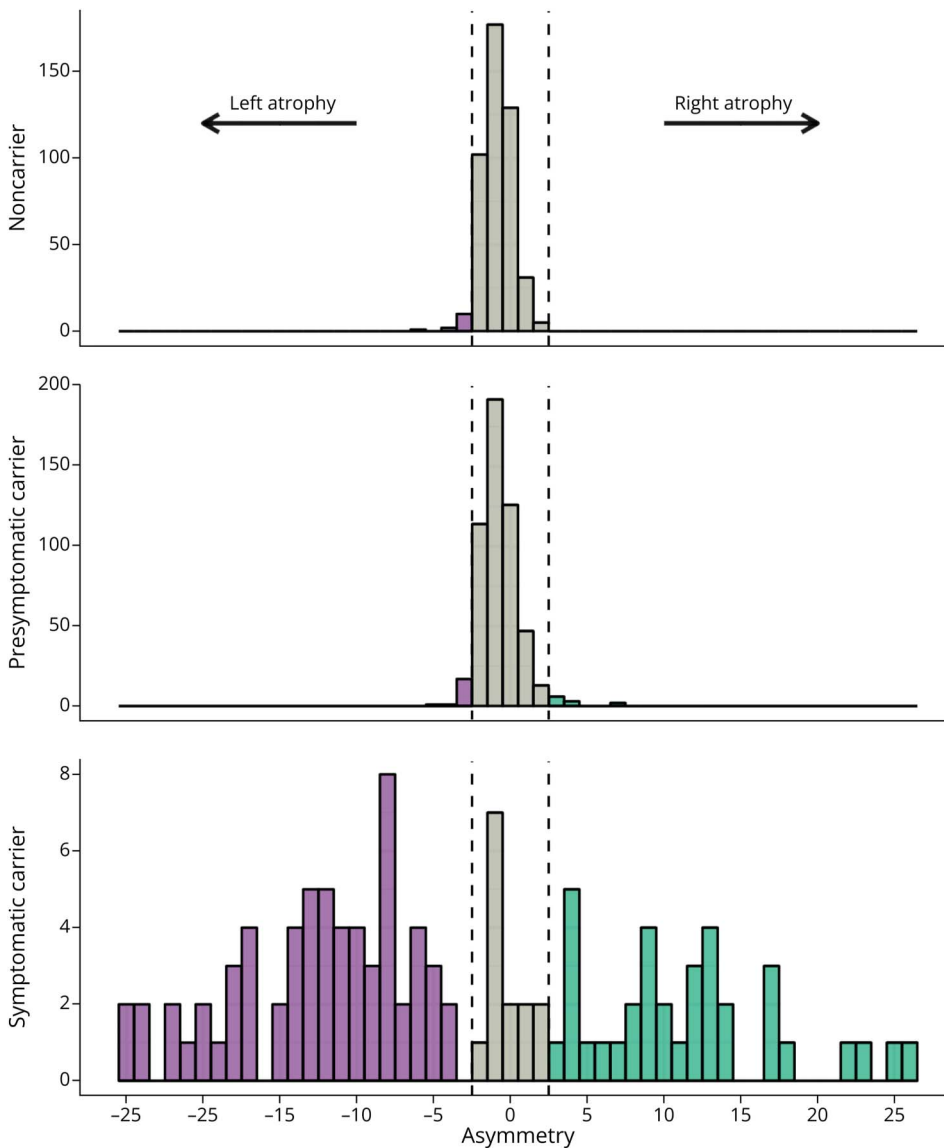 Noncarrier
150
100
50
0
Left atrophy
Right atrophy
Presymptomatic carrier
200
150
100
50
0
Symptomatic carrier
8
6
4
2
0
–25 –25 –15 –10 –5 0 5 10 15 20 25
Asymmetry